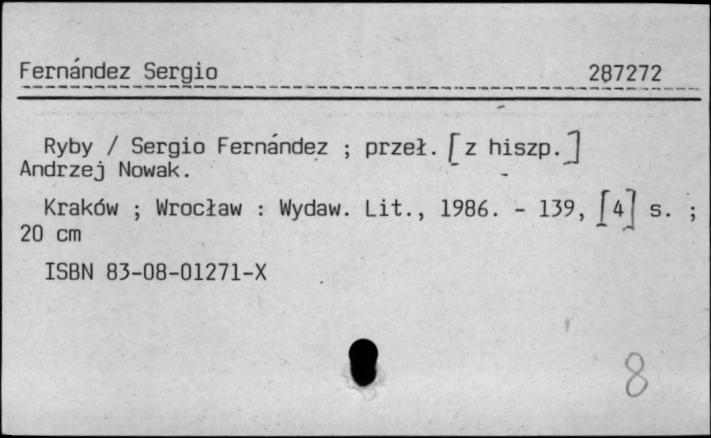 Fernández Sergio 287272
Ryby / Sergio Fernández ; przeł. [z hiszp.]
Andrzej Nowak.
Kraków ; Wrocław : Wydaw. Lit., 1986. - 139, [4] s. ;
20 cm
ISBN 83-08-01271-X
8